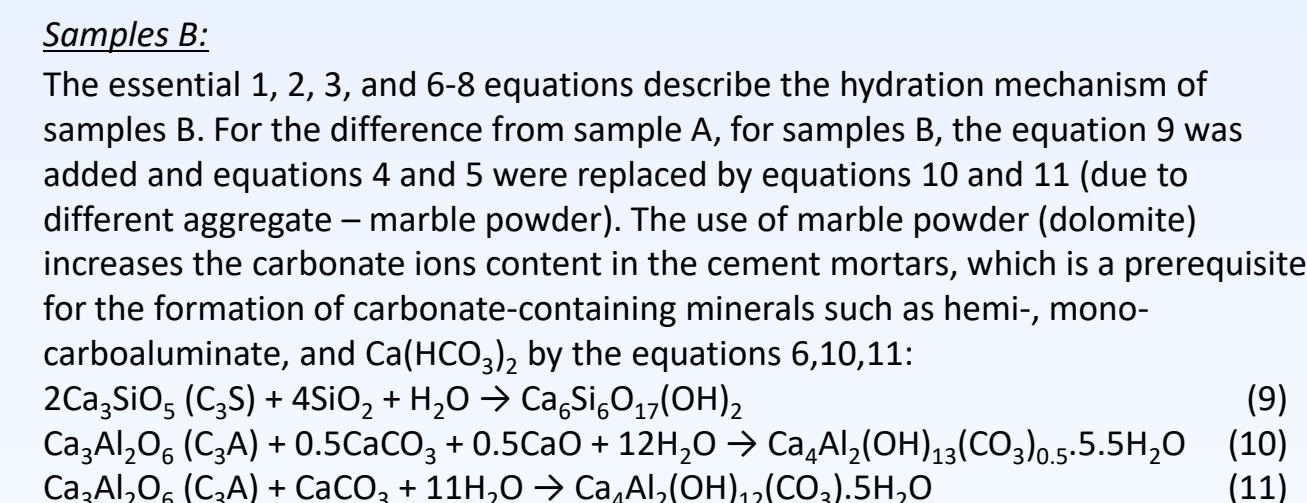 Samples B:
The essential 1, 2, 3, and 6-8 equations describe the hydration mechanism of
samples B. For the difference from sample A, for samples B, the equation 9 was
added and equations 4 and 5 were replaced by equations 10 and 11 (due to
different aggregate – marble powder). The use of marble powder (dolomite)
increases the carbonate ions content in the cement mortars, which is a prerequisite
for the formation of carbonate-containing minerals such as hemi-, mono-
carboaluminate, and Ca(HCO₃)₂ by the equations 6,10,11:
2Ca₃SiO₅ (C₃S) + 4SiO₂ + H₂O → Ca₆Si₆O₁₇(OH)₂ (9)
Ca₃Al₂O₆ (C₃A) + 0.5CaCO₃ + 0.5CaO + 12H₂O → Ca₄Al₂(OH)₁₃(CO₃)₀.₅.5.5H₂O (10)
Ca₃Al₂O₆ (C₃A) + CaCO₃ + 11H₂O → Ca₄Al₂(OH)₁₂(CO₃).5H₂O (11)